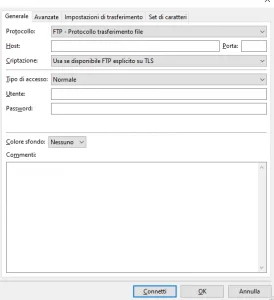 Generale Avanzate Impostazioni di trasferimento Set di caratteri
Protocollo: FTP - Protocollo trasferimento file
Host: Porta:
Criptazione: Usa se disponibile FTP esplicito su TLS
Tipo di accesso: Normale
Utente:
Password:
Colore sfondo: Nessuno
Commenti:
Connetti OK Annulla